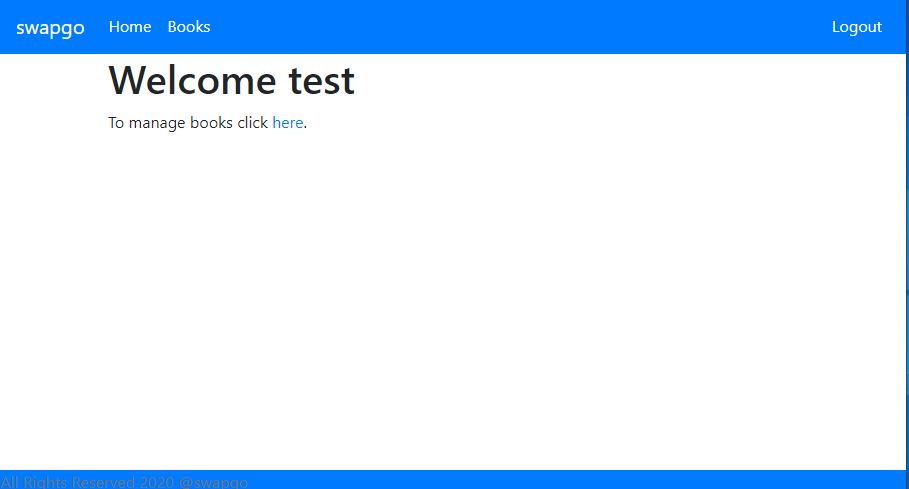 swapgo Home Books Logout
Welcome test
To manage books click here.
All Rights Reserved 2020 @swapgo